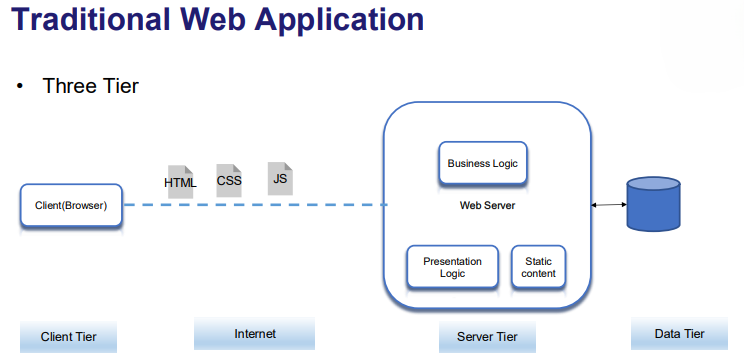 Traditional Web Application
• Three Tier
HTML
CSS
JS
Client(Browser)
Business Logic
Web Server
Presentation
Logic
Static
content
Client Tier
Internet
Server Tier
Data Tier